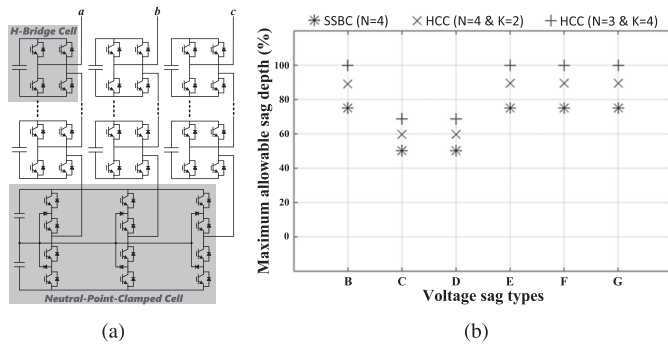 H-Bridge Cell
a
b
c
Neutral-Point-Clamped Cell
(a)
SSBC (N=4) HCC (N=4 & K=2) HCC (N=3 & K=4)
Maximum allowable sag depth (%)
100
80
60
40
20
0
B C D E F G
Voltage sag types
(b)